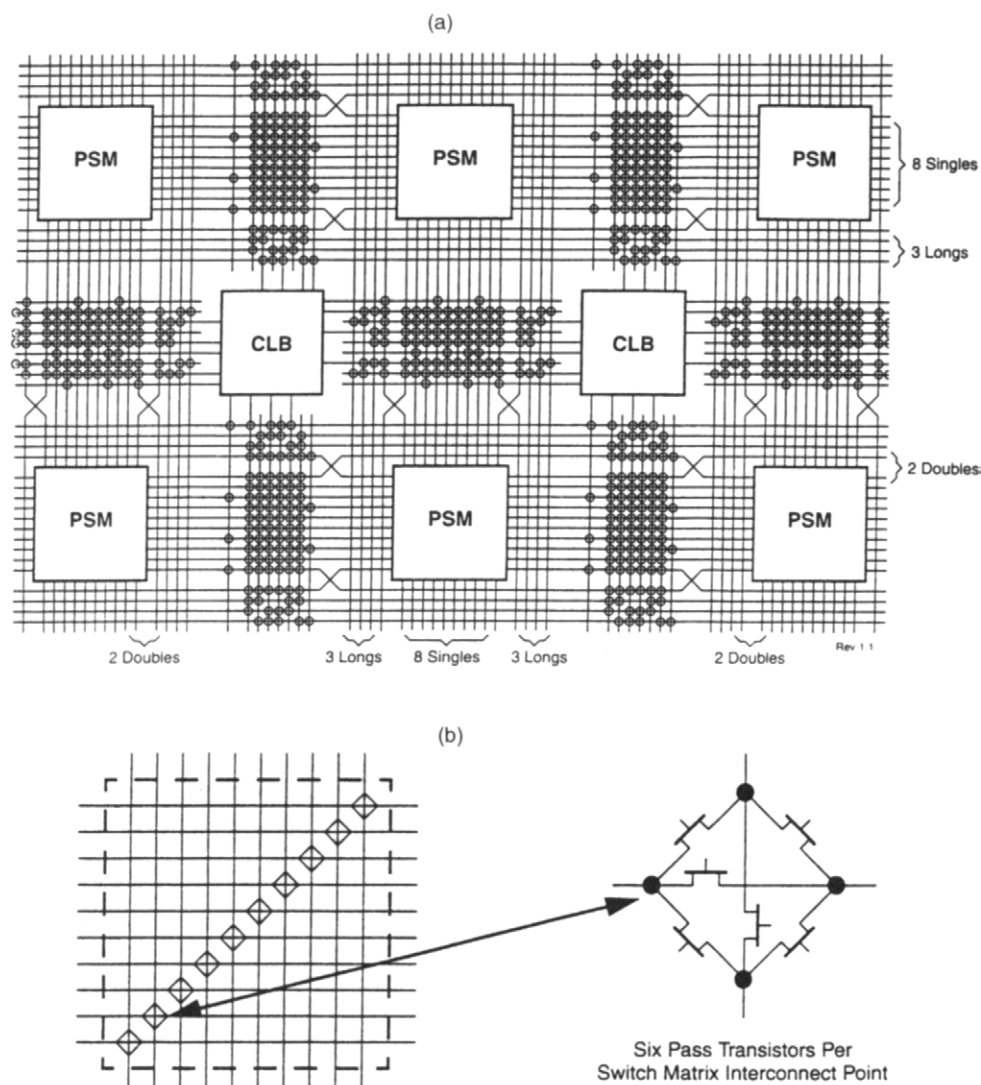 (a)
PSM
PSM
PSM
8 Singles
3 Longs
CLB
CLB
2 Doubles
PSM
PSM
PSM
2 Doubles
3 Longs
8 Singles
3 Longs
2 Doubles
Rev 1.1
(b)
Six Pass Transistors Per
Switch Matrix Interconnect Point